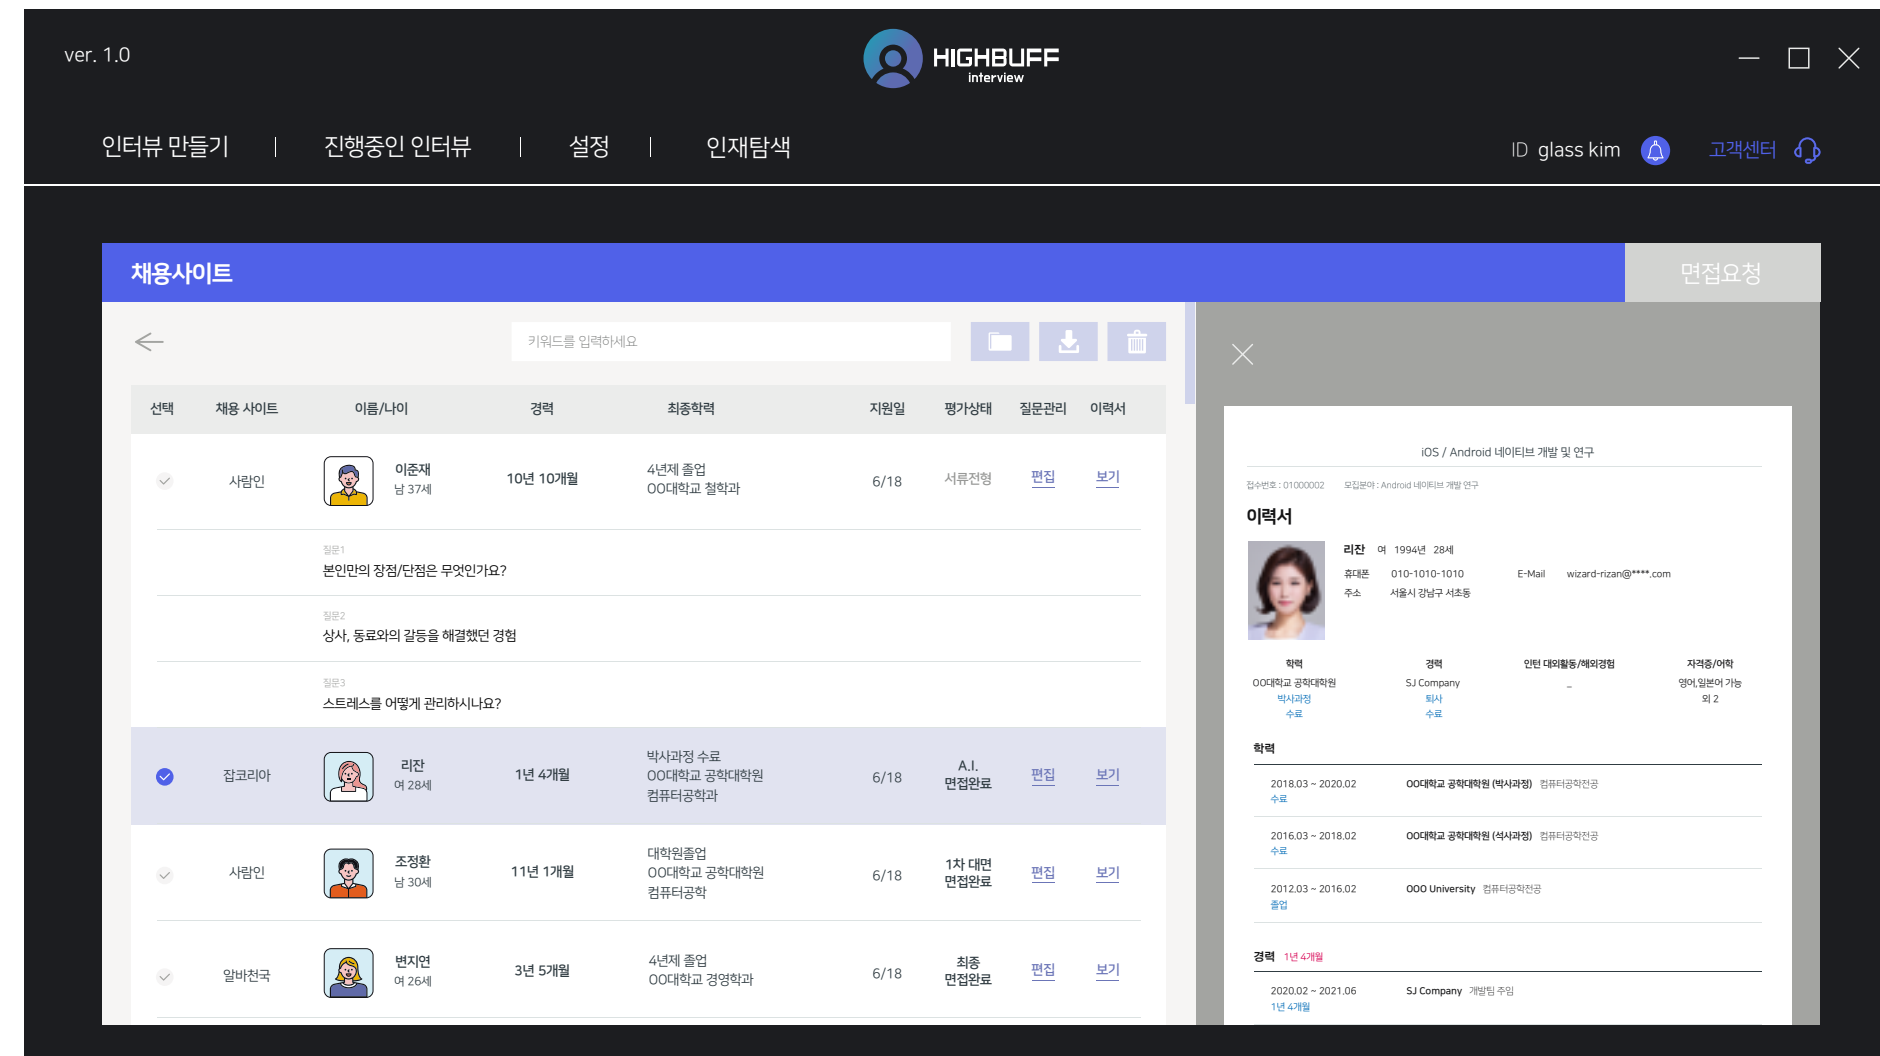 ver. 1.0
HIGHBUFF
interview
인터뷰 만들기
진행중인 인터뷰
설정
인재탐색
ID glass kim
고객센터
채용사이트
면접요청
키워드를 입력하세요
선택 채용 사이트 이름/나이 경력 최종학력 지원일 평가상태 질문관리 이력서
사람인
이준재
남 37세
10년 10개월
4년제 졸업
OO대학교 철학과
6/18
서류전형
편집
보기
질문1
본인만의 장점/단점은 무엇인가요?
질문2
상사, 동료와의 갈등을 해결했던 경험
질문3
스트레스를 어떻게 관리하시나요?
잡코리아
리잔
여 28세
1년 4개월
박사과정 수료
OO대학교 공학대학원
컴퓨터공학과
6/18
A.I.
면접완료
편집
보기
사람인
조정환
남 30세
11년 1개월
대학원졸업
OO대학교 공학대학원
컴퓨터공학
6/18
1차 대면
면접완료
편집
보기
알바천국
변지연
여 26세
3년 5개월
4년제 졸업
OO대학교 경영학과
6/18
최종
면접완료
편집
보기
iOS / Android 네이티브 개발 및 연구
접수번호 : 01000002 모집분야 : Android 네이티브 개발 연구
이력서
리잔 여 1994년 28세
휴대폰 010-1010-1010 E-Mail wizard-rizan@****.com
주소 서울시 강남구 서초동
학력
OO대학교 공학대학원
박사과정
수료
경력
SJ Company
퇴사
수료
인턴 대외활동/해외경험
–
자격증/어학
영어,일본어 가능
외 2
학력
2018.03 ~ 2020.02 OO대학교 공학대학원 (박사과정) 컴퓨터공학전공
수료
2016.03 ~ 2018.02 OO대학교 공학대학원 (석사과정) 컴퓨터공학전공
수료
2012.03 ~ 2016.02 OOO University 컴퓨터공학전공
졸업
경력 1년 4개월
2020.02 ~ 2021.06 SJ Company 개발팀 주임
1년 4개월